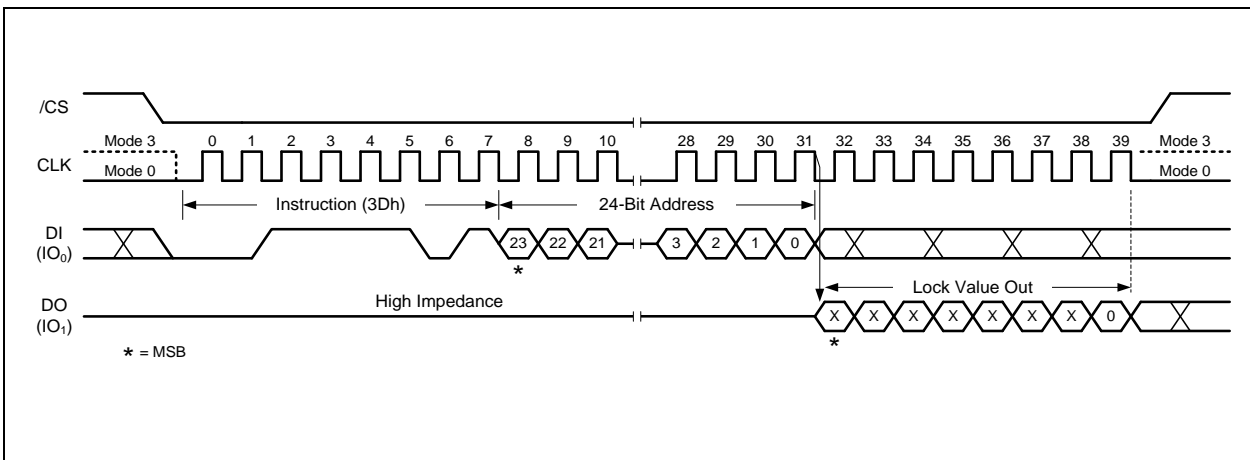 /CS
Mode 3 0 1 2 3 4 5 6 7 8 9 10 28 29 30 31 32 33 34 35 36 37 38 39 Mode 3
CLK Mode 0 Mode 0
Instruction (3Dh) 24-Bit Address
DI
(IO₀) 23 22 21 3 2 1 0
*
Lock Value Out
DO High Impedance
(IO₁) X X X X X X X 0
*
* = MSB